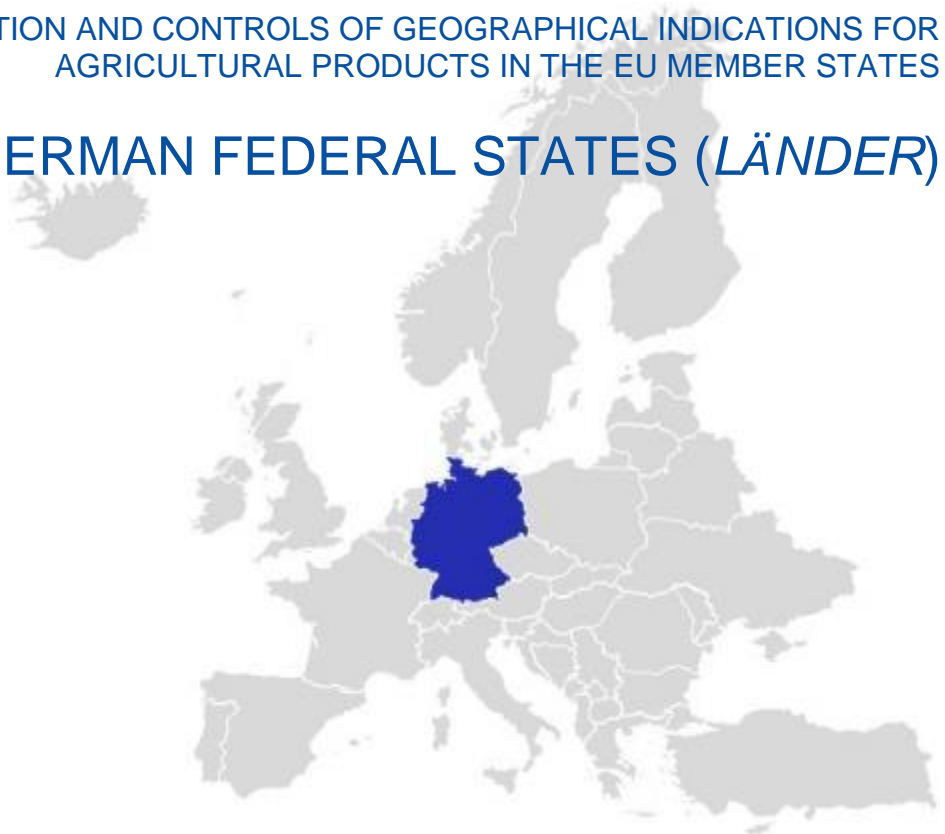 TION AND CONTROLS OF GEOGRAPHICAL INDICATIONS FOR
AGRICULTURAL PRODUCTS IN THE EU MEMBER STATES
ERMAN FEDERAL STATES (LÄNDER)